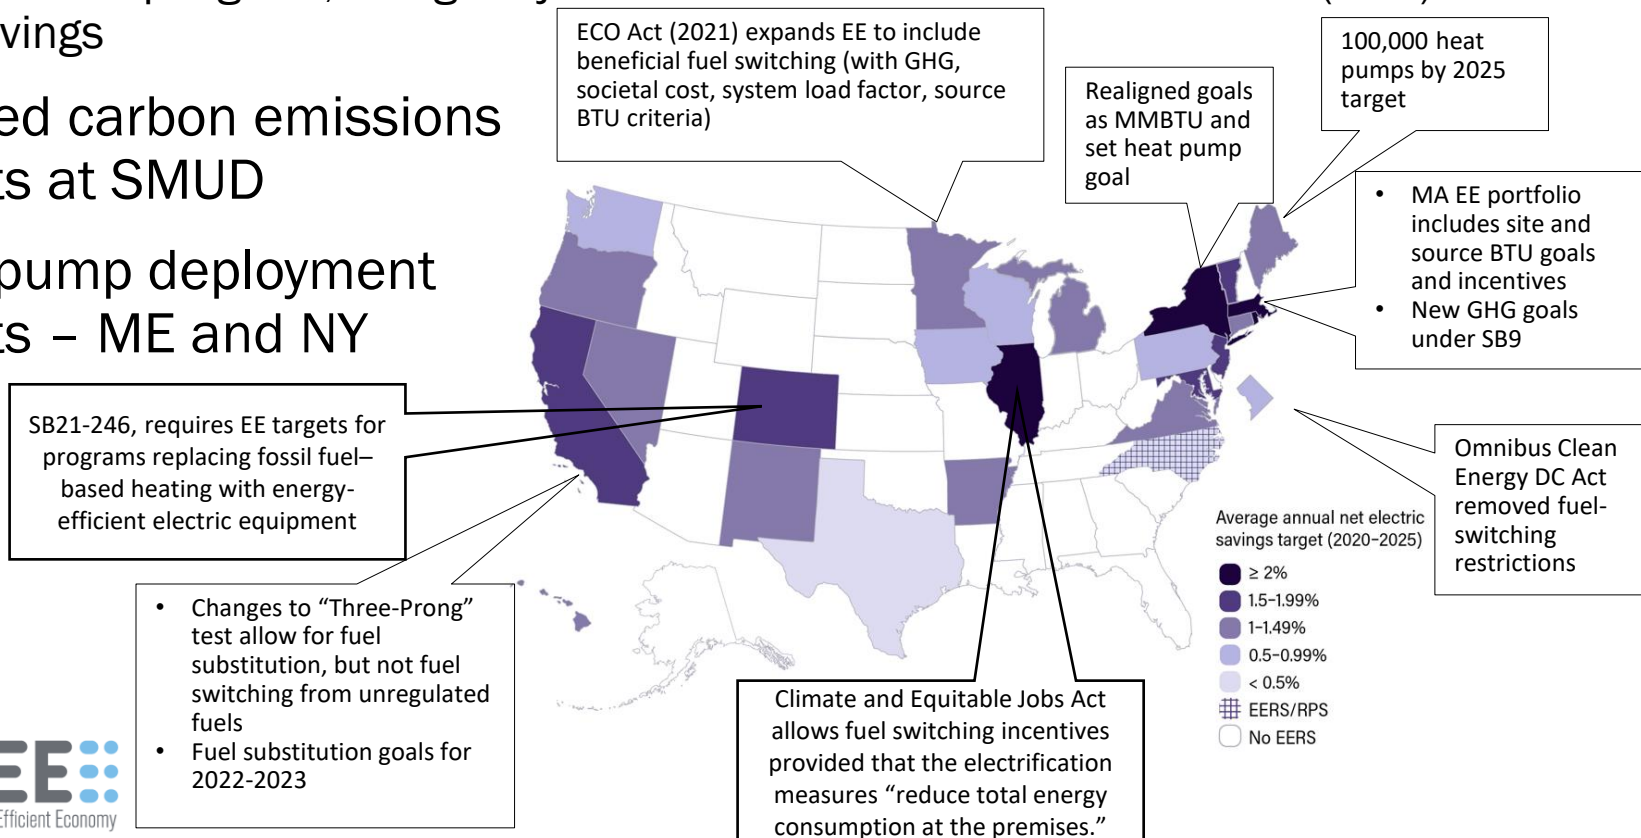 vings
ed carbon emissions
ts at SMUD
pump deployment
ts – ME and NY
ECO Act (2021) expands EE to include
beneficial fuel switching (with GHG,
societal cost, system load factor, source
BTU criteria)
Realigned goals
as MMBTU and
set heat pump
goal
100,000 heat
pumps by 2025
target
• MA EE portfolio
includes site and
source BTU goals
and incentives
• New GHG goals
under SB9
SB21-246, requires EE targets for
programs replacing fossil fuel–
based heating with energy-
efficient electric equipment
Omnibus Clean
Energy DC Act
removed fuel-
switching
restrictions
• Changes to “Three-Prong”
test allow for fuel
substitution, but not fuel
switching from unregulated
fuels
• Fuel substitution goals for
2022-2023
Climate and Equitable Jobs Act
allows fuel switching incentives
provided that the electrification
measures “reduce total energy
consumption at the premises.”
Average annual net electric
savings target (2020–2025)
≥ 2%
1.5–1.99%
1–1.49%
0.5–0.99%
< 0.5%
EERS/RPS
No EERS
EE
Efficient Economy